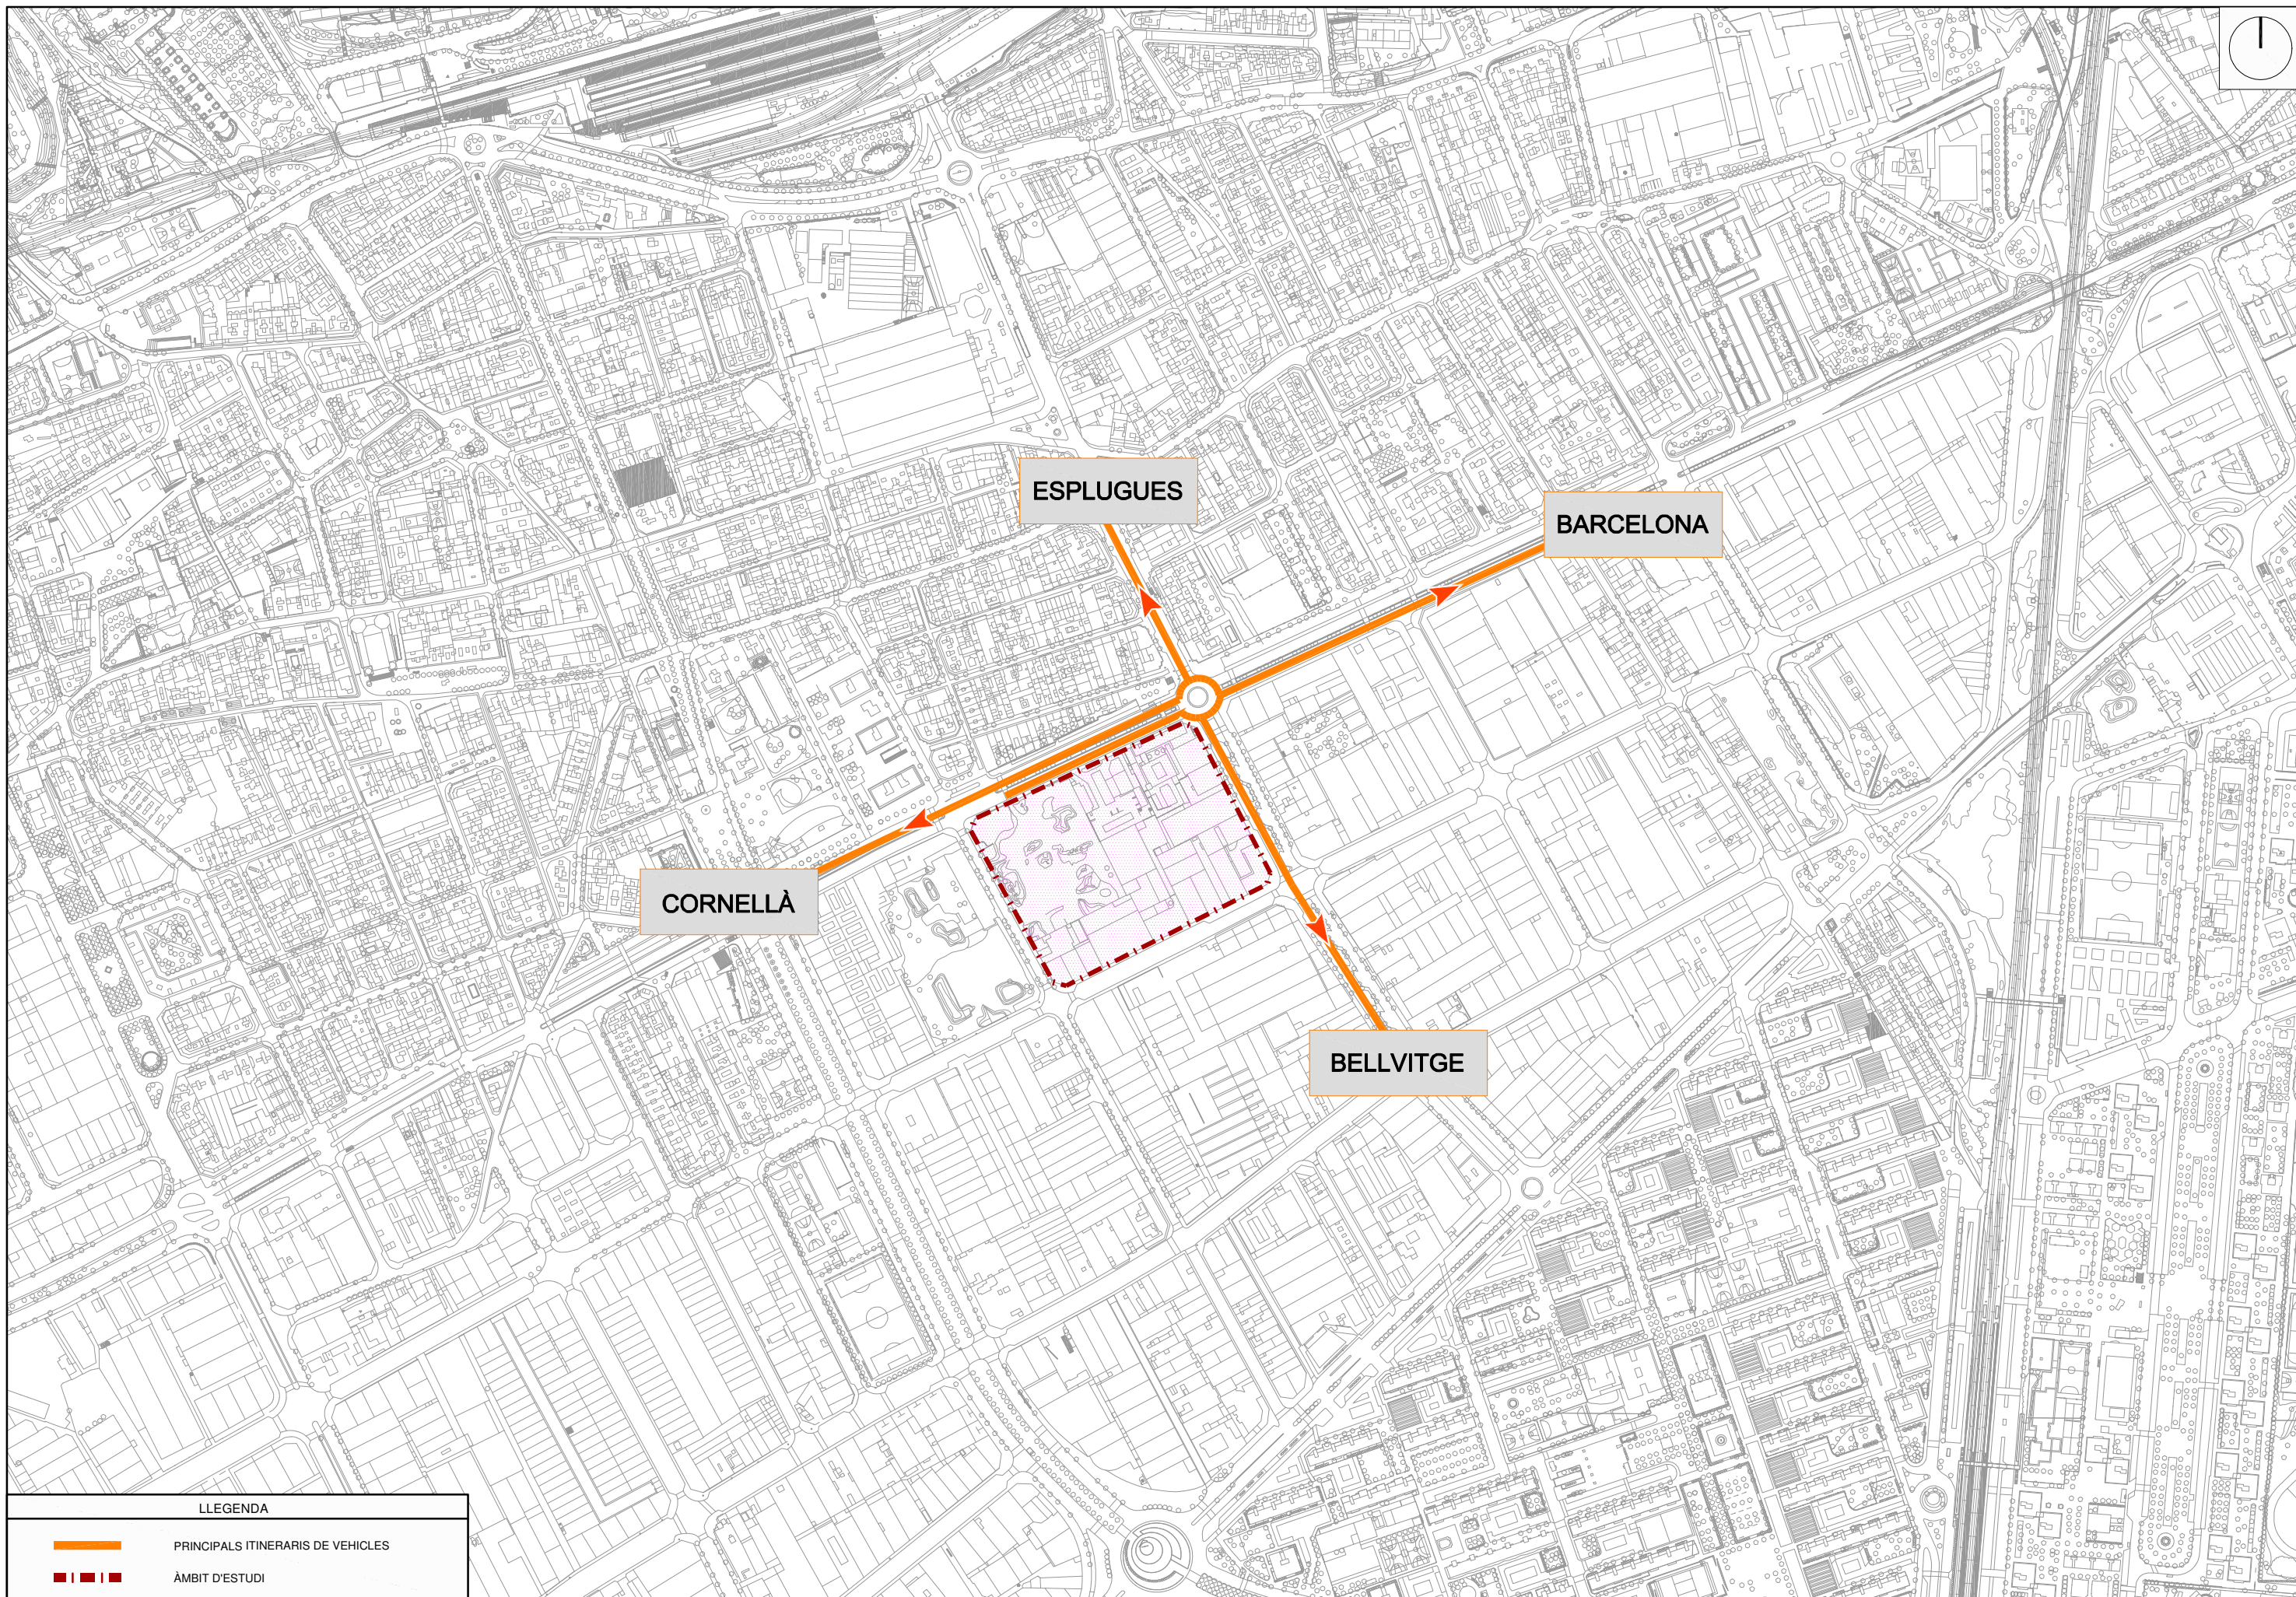 ESPLUGUES
BARCELONA
CORNELLÀ
BELLVITGE
LLEGENDA
PRINCIPALS ITINERARIS DE VEHICLES
ÀMBIT D'ESTUDI